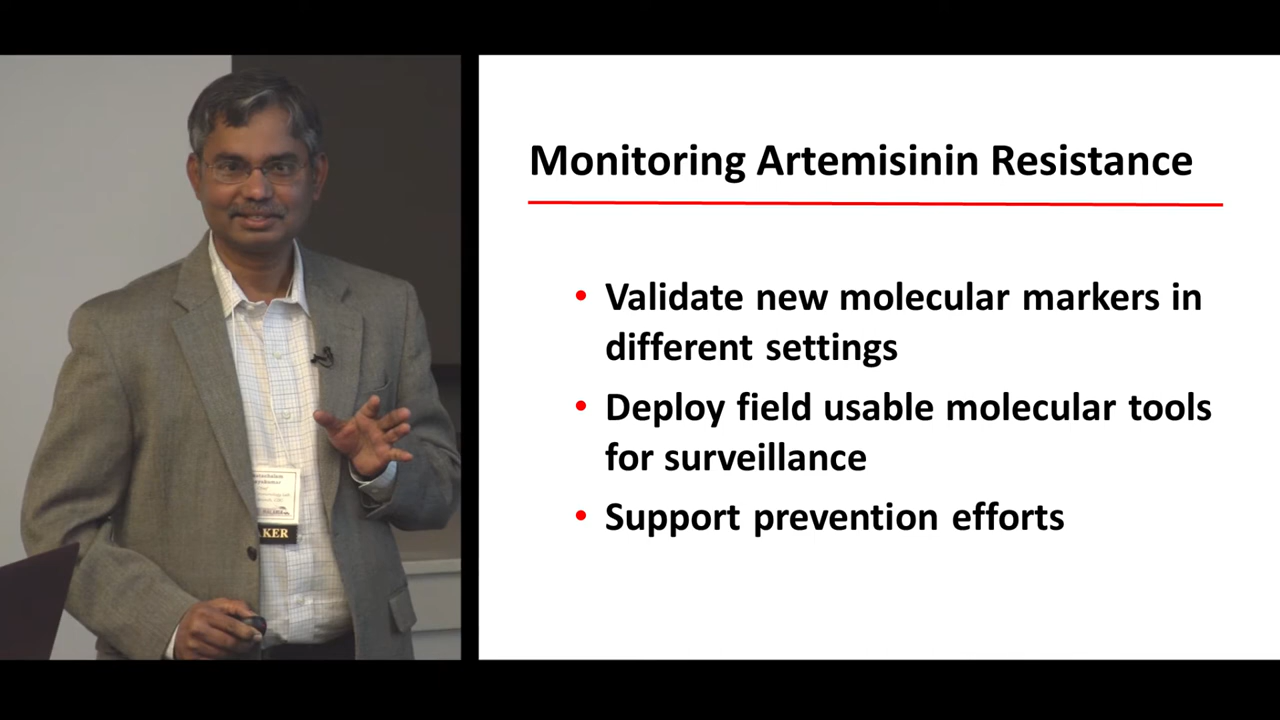 Monitoring Artemisinin Resistance
• Validate new molecular markers in
different settings
• Deploy field usable molecular tools
for surveillance
• Support prevention efforts
AKER